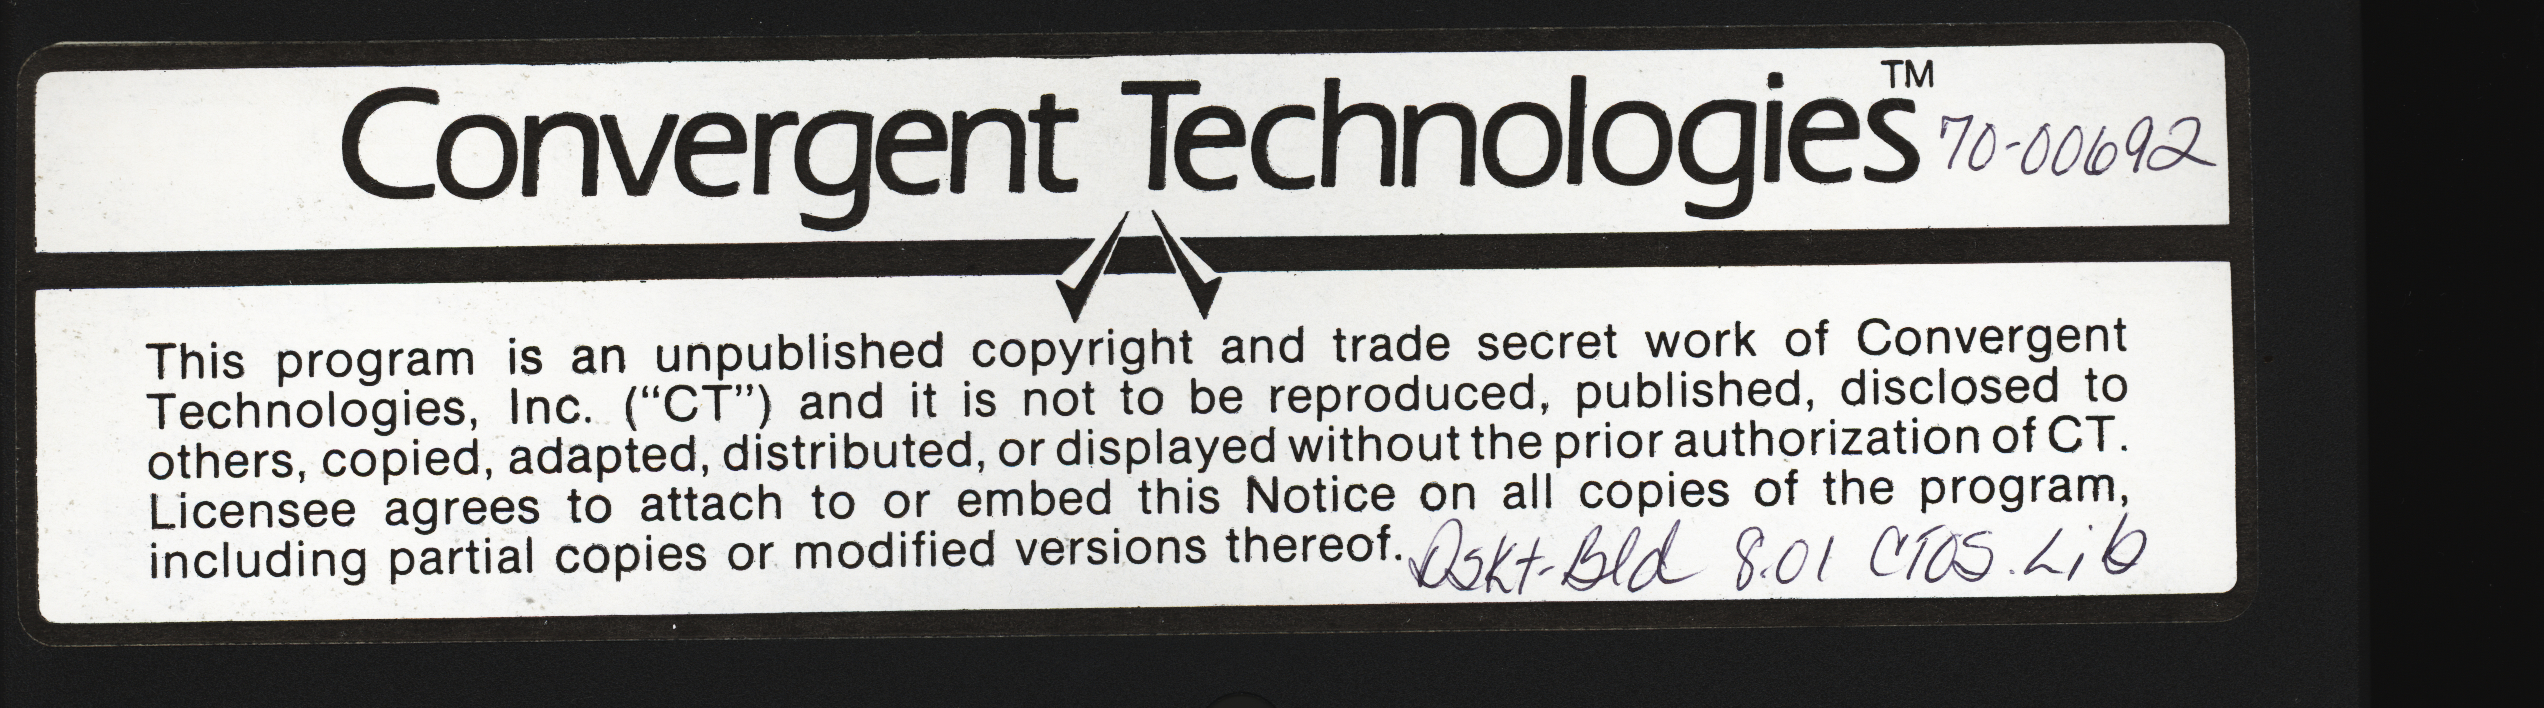 Convergent Technologies™ 70-00692
This program is an unpublished copyright and trade secret work of Convergent
Technologies, Inc. (“CT”) and it is not to be reproduced, published, disclosed to
others, copied, adapted, distributed, or displayed without the prior authorization of CT.
Licensee agrees to attach to or embed this Notice on all copies of the program,
including partial copies or modified versions thereof. Dskt-Bld 8.01 CTOS.Lib